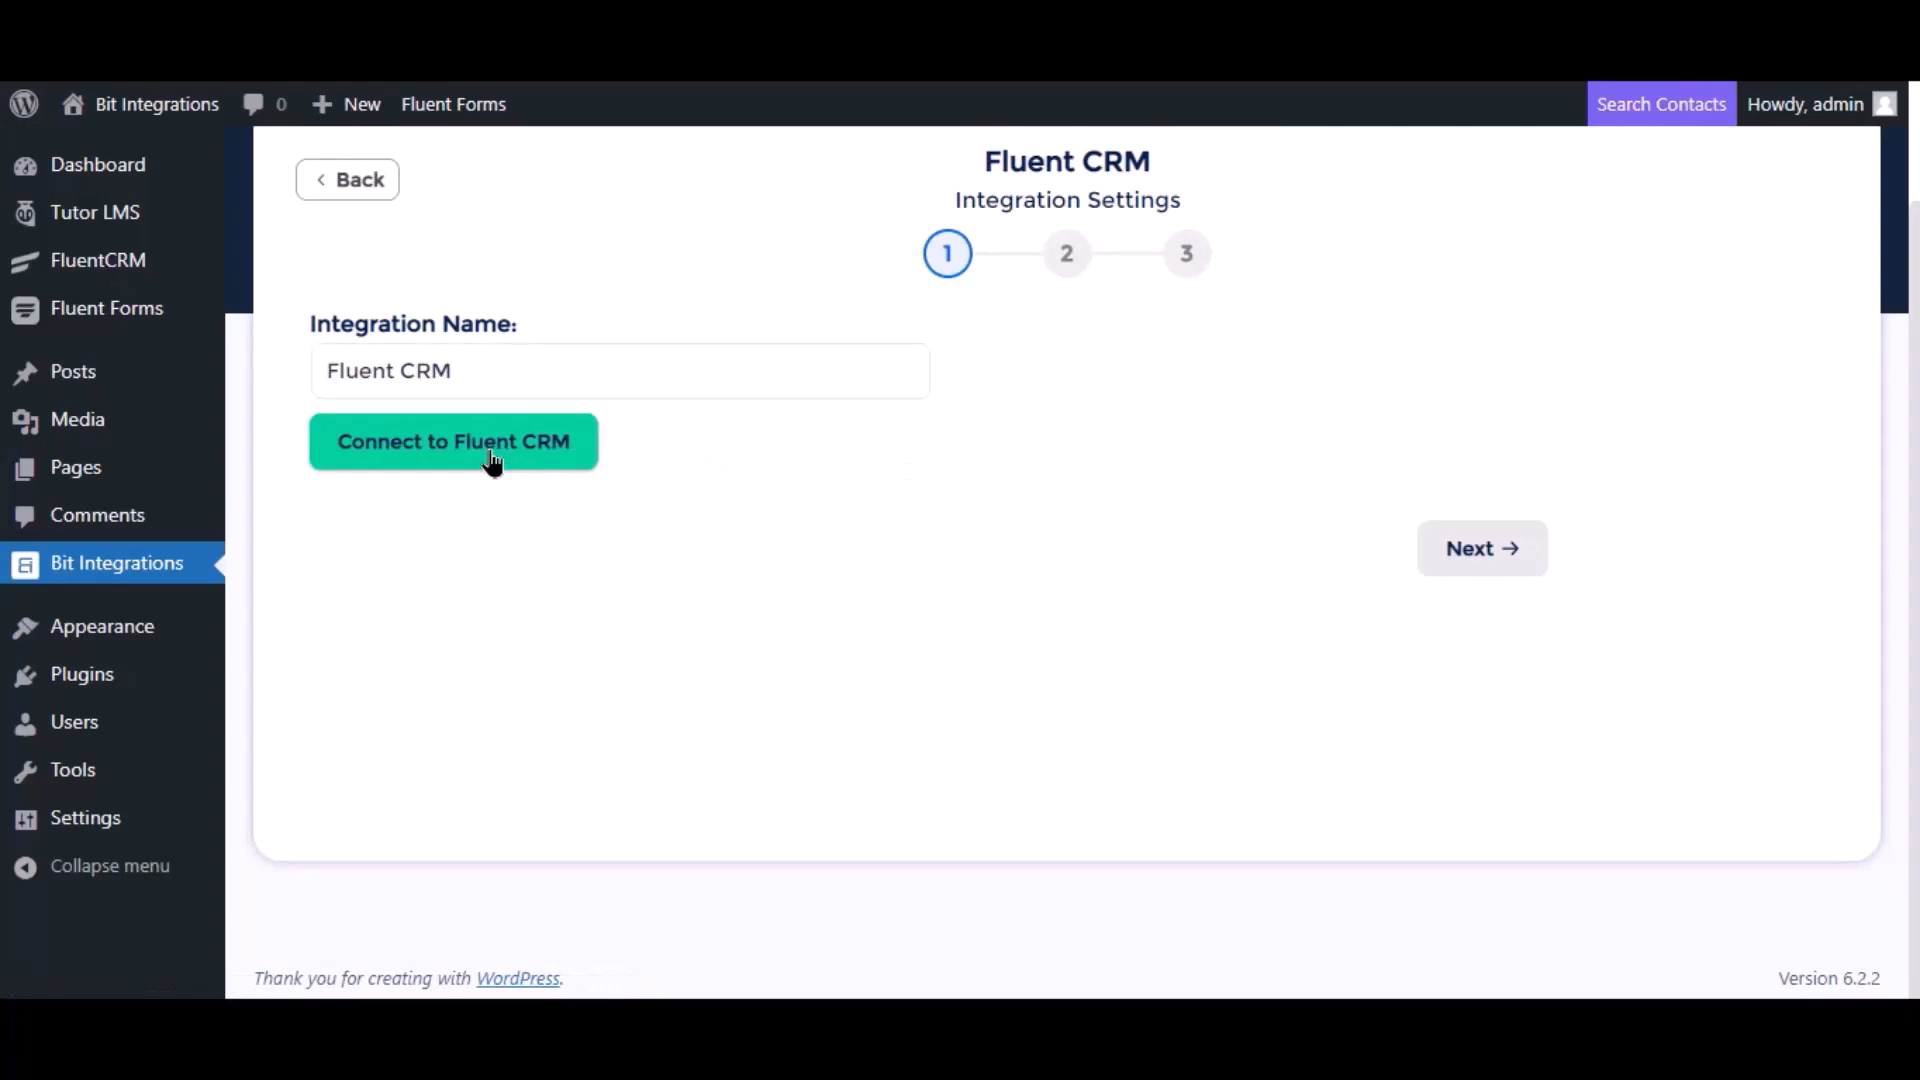 Bit Integrations
0
New
Fluent Forms
Search Contacts
Howdy, admin
Dashboard
Tutor LMS
FluentCRM
Fluent Forms
Posts
Media
Pages
Comments
Bit Integrations
Appearance
Plugins
Users
Tools
Settings
Collapse menu
Back
Fluent CRM
Integration Settings
1 2 3
Integration Name:
Fluent CRM
Connect to Fluent CRM
Next
Thank you for creating with WordPress.
Version 6.2.2